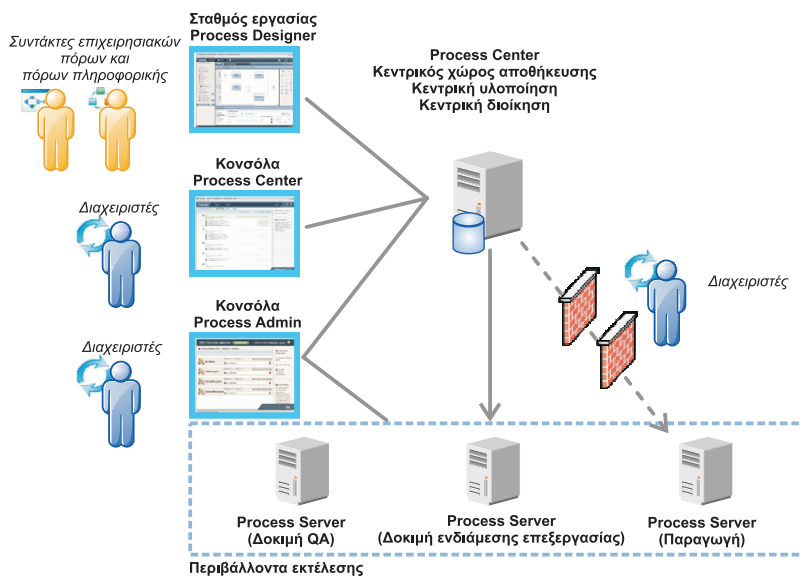 Σταθμός εργασίας
Process Designer
Συντάκτες επιχειρησιακών
πόρων και
πόρων πληροφορικής
Process Center
Κεντρικός χώρος αποθήκευσης
Κεντρική υλοποίηση
Κεντρική διοίκηση
Κονσόλα
Process Center
Διαχειριστές
Διαχειριστές
Κονσόλα
Process Admin
Διαχειριστές
Process Server
(Δοκιμή QA)
Process Server
(Δοκιμή ενδιάμεσης επεξεργασίας)
Process Server
(Παραγωγή)
Περιβάλλοντα εκτέλεσης